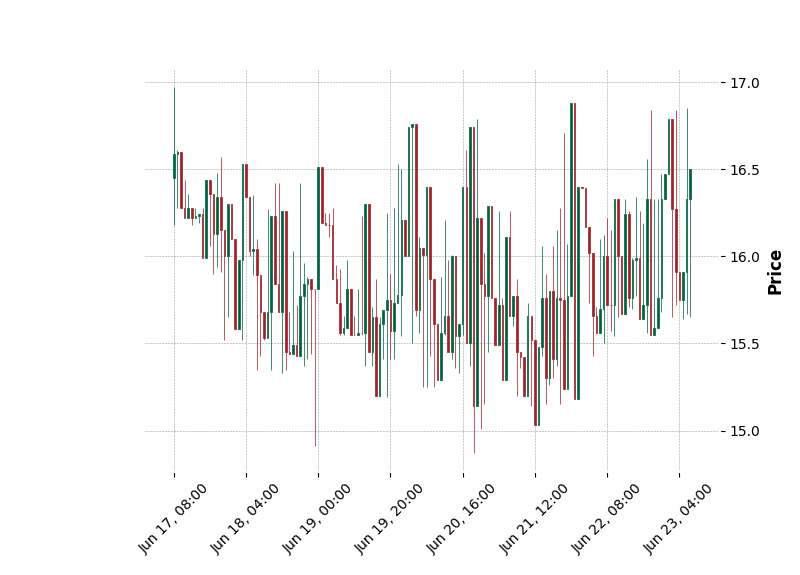 17.0
16.5
16.0
15.5
15.0
Price
Jun 17, 08:00
Jun 18, 04:00
Jun 19, 00:00
Jun 19, 20:00
Jun 20, 16:00
Jun 21, 12:00
Jun 22, 08:00
Jun 23, 04:00